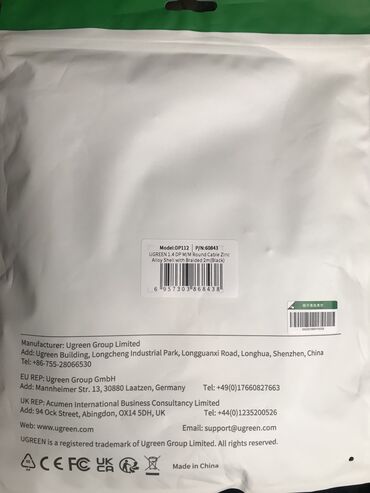 Model:DP112 P/N:60843
UGREEN 1.4 DP M/M Round Cable Zinc
Alloy Shell with Braided 2m(Black)
6 957303 868438
Manufacturer: Ugreen Group Limited
Add: Ugreen Building, Longcheng Industrial Park, Longguanxi Road, Longhua, Shenzhen, China
Tel: +86-755-28066530
EU REP: Ugreen Group GmbH
Add: Mannheimer Str. 13, 30880 Laatzen, Germany Tel: +49(0)17660827663
UK REP: Acumen International Business Consultancy Limited
Add: 94 Ock Street, Abingdon, OX14 5DH, UK Tel: +44(0)1235200526
Web: www.ugreen.com Email: support@ugreen.com
UGREEN is a registered trademark of Ugreen Group Limited. All rights reserved.
CE FC UK CA Made in China